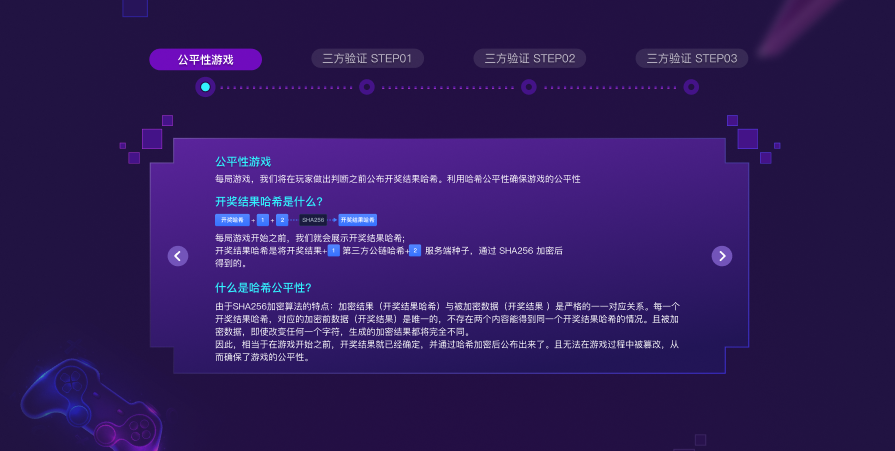 公平性游戏
三方验证 STEP01
三方验证 STEP02
三方验证 STEP03
公平性游戏
每局游戏，我们将在玩家做出判断之前公布开奖结果哈希。利用哈希公平性确保游戏的公平性
开奖结果哈希是什么？
开奖哈希 + 1 + 2 SHA256 开奖结果哈希
每局游戏开始之前，我们就会展示开奖结果哈希；
开奖结果哈希是将开奖结果+ 1 第三方公链哈希+ 2 服务端种子，通过 SHA256 加密后
得到的。
什么是哈希公平性？
由于SHA256加密算法的特点：加密结果（开奖结果哈希）与被加密数据（开奖结果 ）是严格的一一对应关系。每一个
开奖结果哈希，对应的加密前数据（开奖结果）是唯一的，不存在两个内容能得到同一个开奖结果哈希的情况。且被加
密数据，即使改变任何一个字符，生成的加密结果都将完全不同。
因此，相当于在游戏开始之前，开奖结果就已经确定，并通过哈希加密后公布出来了。且无法在游戏过程中被篡改，从
而确保了游戏的公平性。